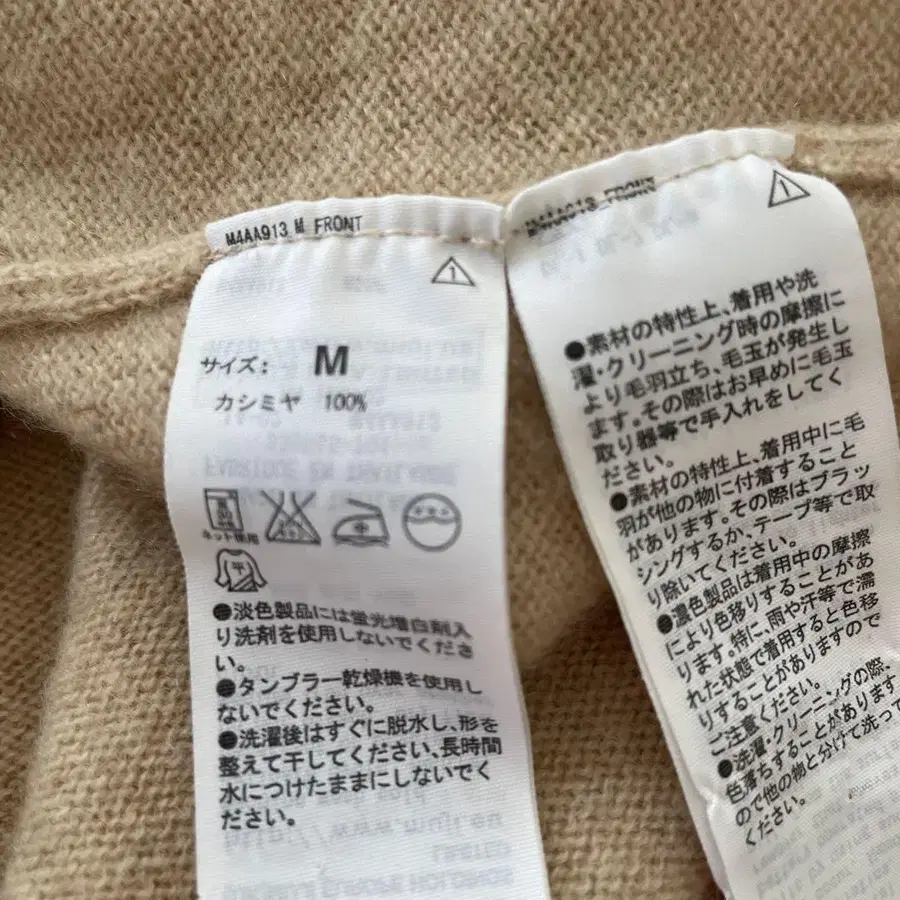 M4AA913 M FRONT
1
サイズ: M
カシミヤ 100%
ネット使用
平
●淡色製品には蛍光増白剤入
り洗剤を使用しないでくださ
い。
●タンブラー乾燥機を使用し
ないでください。
●洗濯後はすぐに脱水し、形を
整えて干してください、長時間
水につけたままにしないでく
ださい。
M4AA913 FRONT
1
●素材の特性上、着用や洗
濯・クリーニング時の摩擦に
より毛羽立ち、毛玉が発生し
ます。その際はお早めに毛玉
取り器等で手入れをしてく
ださい。
●素材の特性上、着用中に毛
羽が他の物に付着すること
があります。その際はブラッ
シングするか、テープ等で取
り除いてください。
●濃色製品は着用中の摩擦
により色移りすることがあ
ります。特に、雨や汗等で濡
れた状態で着用すると色移
りすることがありますので
ご注意ください。
●洗濯・クリーニングの際、
色落ちすることがあります
ので他の物と分けて洗って
ください。